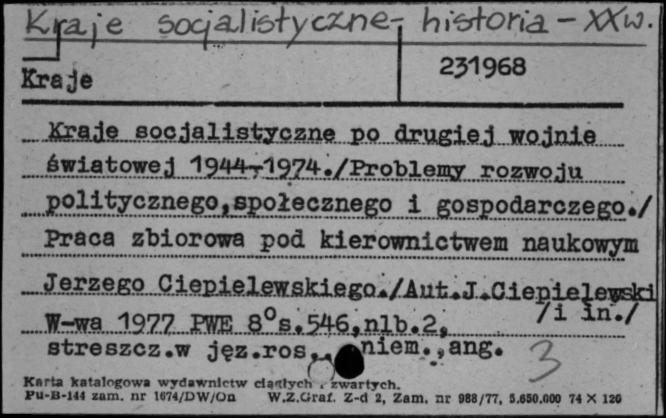 Kraje socjalistyczne - historia - XXw.
Kraje
231968
Kraje socjalistyczne po drugiej wojnie
światowej 1944-1974./Problemy rozwoju
politycznego,społecznego i gospodarczego./
Praca zbiorowa pod kierownictwem naukowym
Jerzego Ciepielewskiego./Aut.J.Ciepielewski
/i in./
W-wa 1977 PWE 8° s.546,nlb.2,
streszcz.w jęz.ros., niem.,ang.
3
Karta katalogowa wydawnictw ciągłych i zwartych.
Pu-B-144 zam. nr 1674/DW/Oa W.Z.Graf. Z-d 2, Zam. nr 988/77, 5.650.000 74 X 120